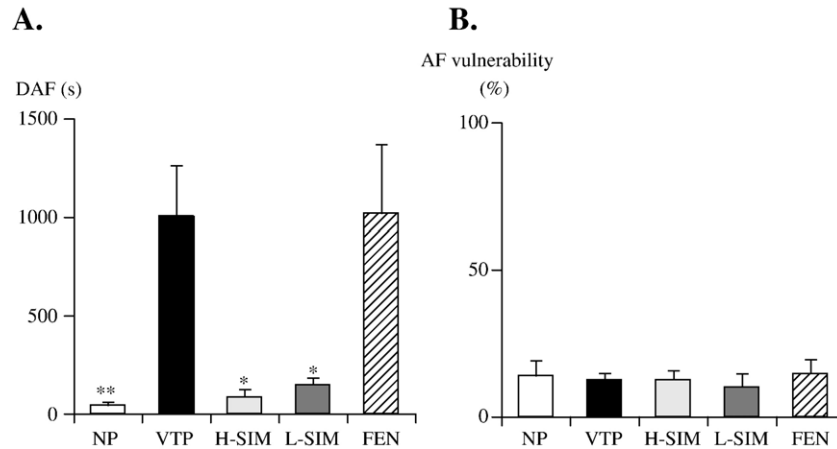 A.
DAF (s)
1500
1000
500
0
**
*
*
NP VTP H-SIM L-SIM FEN
B.
AF vulnerability
(%)
100
50
0
NP VTP H-SIM L-SIM FEN